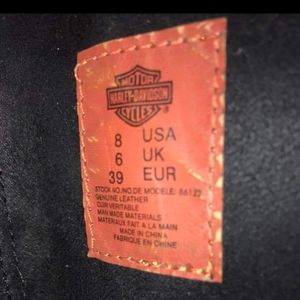 MOTOR
HARLEY-DAVIDSON
CYCLES
8 USA
6 UK
39 EUR
STOCK NO./NO.DE MODELE: 86122
GENUINE LEATHER
CUIR VERITABLE
MAN MADE MATERIALS
MATERIAUX FAIT A LA MAIN
MADE IN CHINA
FABRIQUE EN CHINE